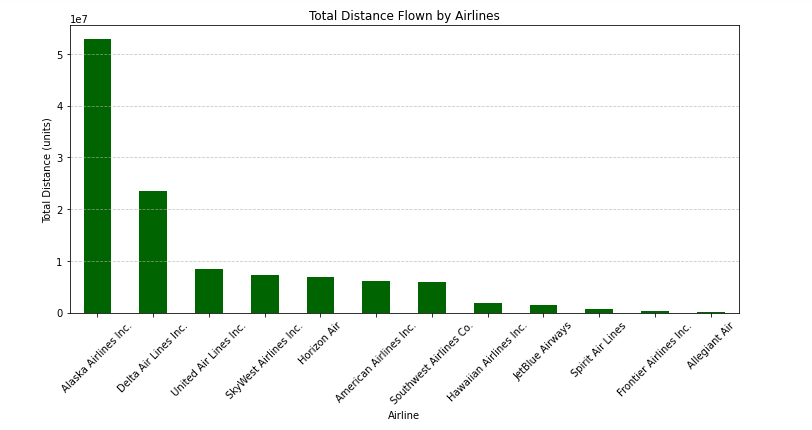 Total Distance Flown by Airlines
1e7
5
4
3
2
1
0
Total Distance (units)
Alaska Airlines Inc.
Delta Air Lines Inc.
United Air Lines Inc.
SkyWest Airlines Inc.
Horizon Air
American Airlines Inc.
Southwest Airlines Co.
Hawaiian Airlines Inc.
JetBlue Airways
Spirit Air Lines
Frontier Airlines Inc.
Allegiant Air
Airline